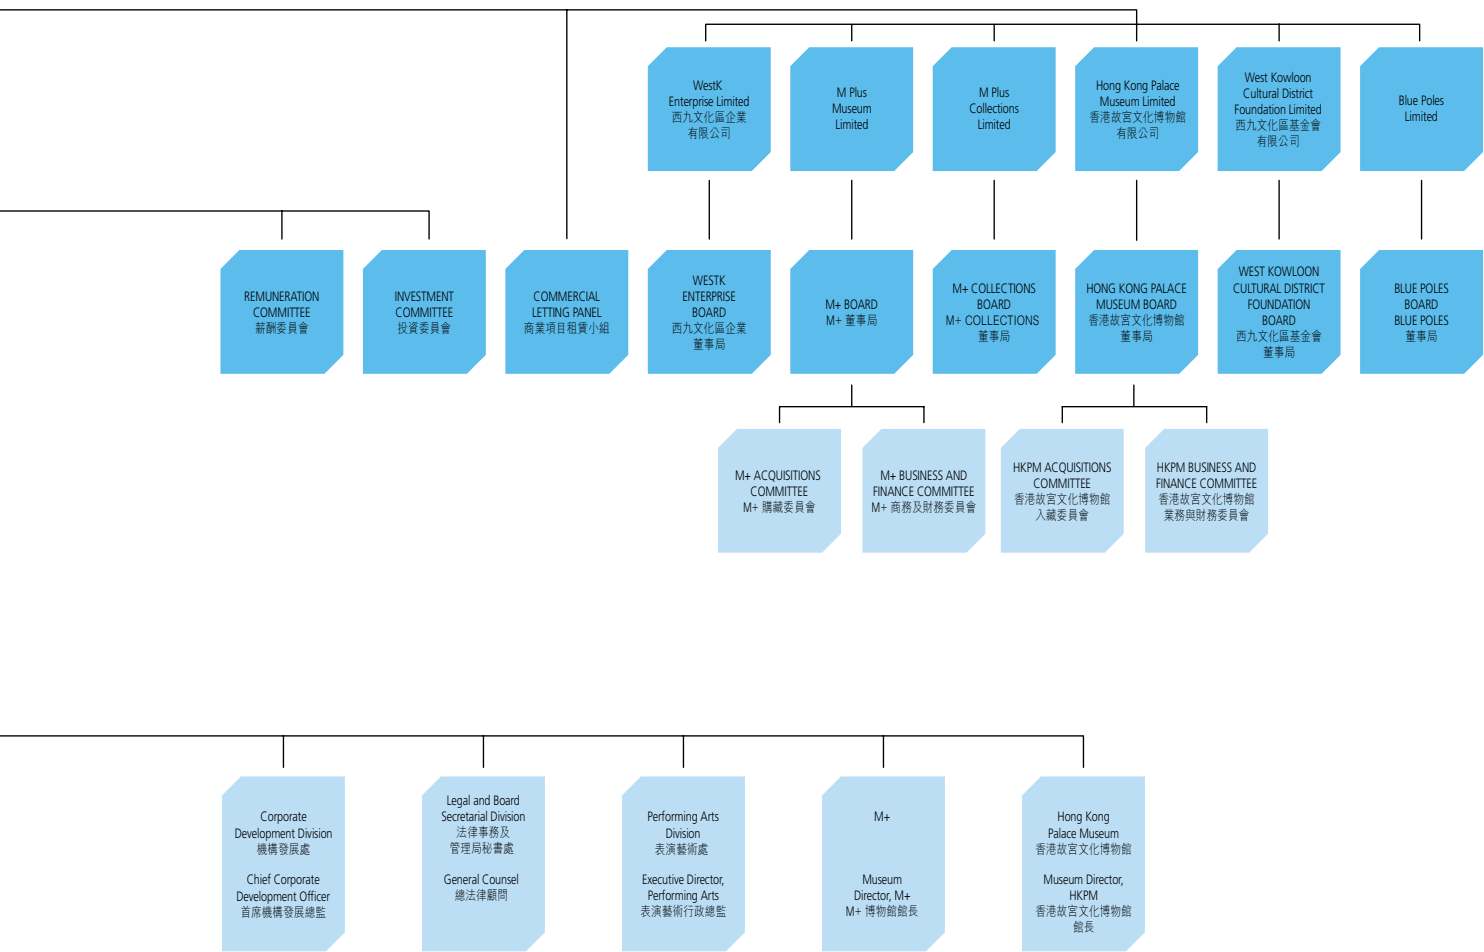 WestK
Enterprise Limited
西九文化區企業
有限公司
M Plus
Museum
Limited
M Plus
Collections
Limited
Hong Kong Palace
Museum Limited
香港故宮文化博物館
有限公司
West Kowloon
Cultural District
Foundation Limited
西九文化區基金會
有限公司
Blue Poles
Limited
REMUNERATION
COMMITTEE
薪酬委員會
INVESTMENT
COMMITTEE
投資委員會
COMMERCIAL
LETTING PANEL
商業項目租賃小組
WESTK
ENTERPRISE
BOARD
西九文化區企業
董事局
M+ BOARD
M+ 董事局
M+ COLLECTIONS
BOARD
M+ COLLECTIONS
董事局
HONG KONG PALACE
MUSEUM BOARD
香港故宮文化博物館
董事局
WEST KOWLOON
CULTURAL DISTRICT
FOUNDATION
BOARD
西九文化區基金會
董事局
BLUE POLES
BOARD
BLUE POLES
董事局
M+ ACQUISITIONS
COMMITTEE
M+ 購藏委員會
M+ BUSINESS AND
FINANCE COMMITTEE
M+ 商務及財務委員會
HKPM ACQUISITIONS
COMMITTEE
香港故宮文化博物館
入藏委員會
HKPM BUSINESS AND
FINANCE COMMITTEE
香港故宮文化博物館
業務與財務委員會
Corporate
Development Division
機構發展處
Chief Corporate
Development Officer
首席機構發展總監
Legal and Board
Secretarial Division
法律事務及
管理局秘書處
General Counsel
總法律顧問
Performing Arts
Division
表演藝術處
Executive Director,
Performing Arts
表演藝術行政總監
M+
Museum
Director, M+
M+ 博物館館長
Hong Kong
Palace Museum
香港故宮文化博物館
Museum Director,
HKPM
香港故宮文化博物館
館長